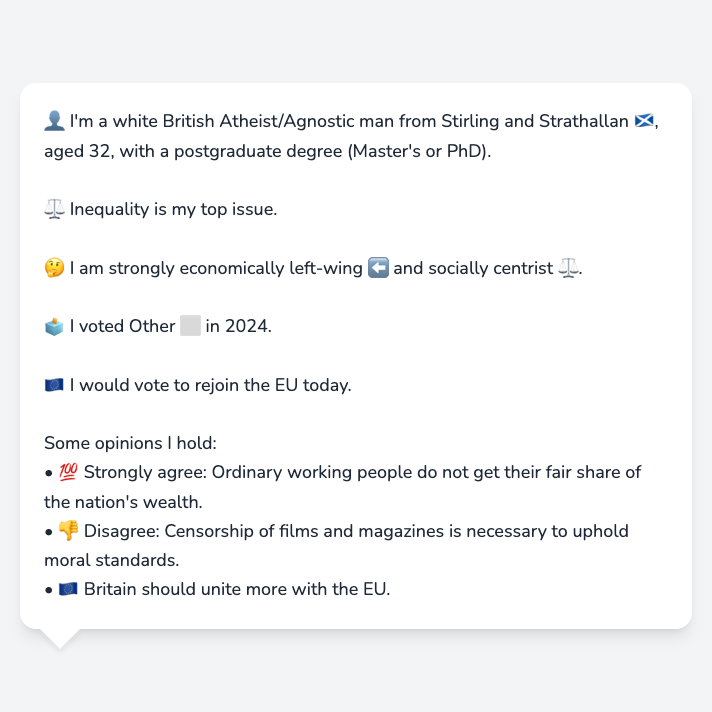 👤 I'm a white British Atheist/Agnostic man from Stirling and Strathallan 🏴󠁧󠁢󠁳󠁣󠁴󠁿,
aged 32, with a postgraduate degree (Master's or PhD).
⚖️ Inequality is my top issue.
🤔 I am strongly economically left-wing ⬅️ and socially centrist ⚖️.
🗳️ I voted Other ⬜ in 2024.
🇪🇺 I would vote to rejoin the EU today.
Some opinions I hold:
• 💯 Strongly agree: Ordinary working people do not get their fair share of
the nation's wealth.
• 👎 Disagree: Censorship of films and magazines is necessary to uphold
moral standards.
• 🇪🇺 Britain should unite more with the EU.